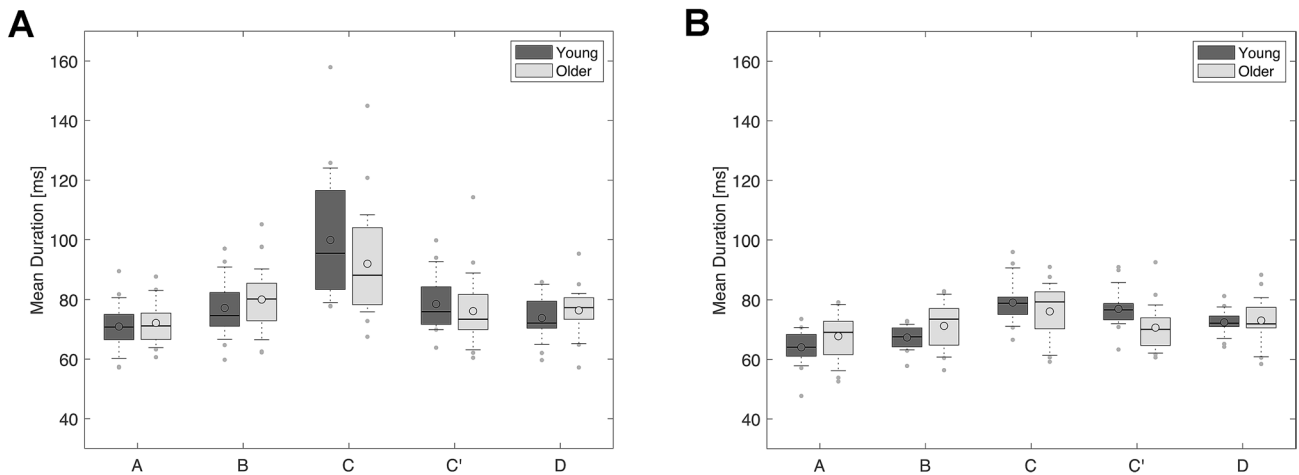 A
160
140
120
100
80
60
40
Mean Duration [ms]
Young
Older
A B C C' D
B
160
140
120
100
80
60
40
Mean Duration [ms]
Young
Older
A B C C' D